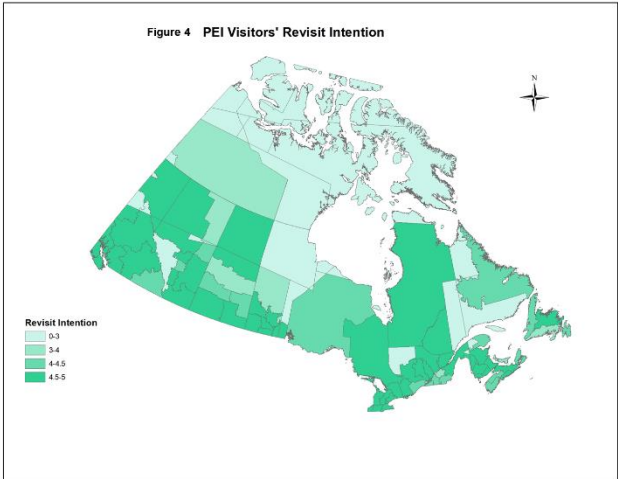 Figure 4 PEI Visitors' Revisit Intention
N
Revisit Intention
0-3
3-4
4-4.5
4.5-5